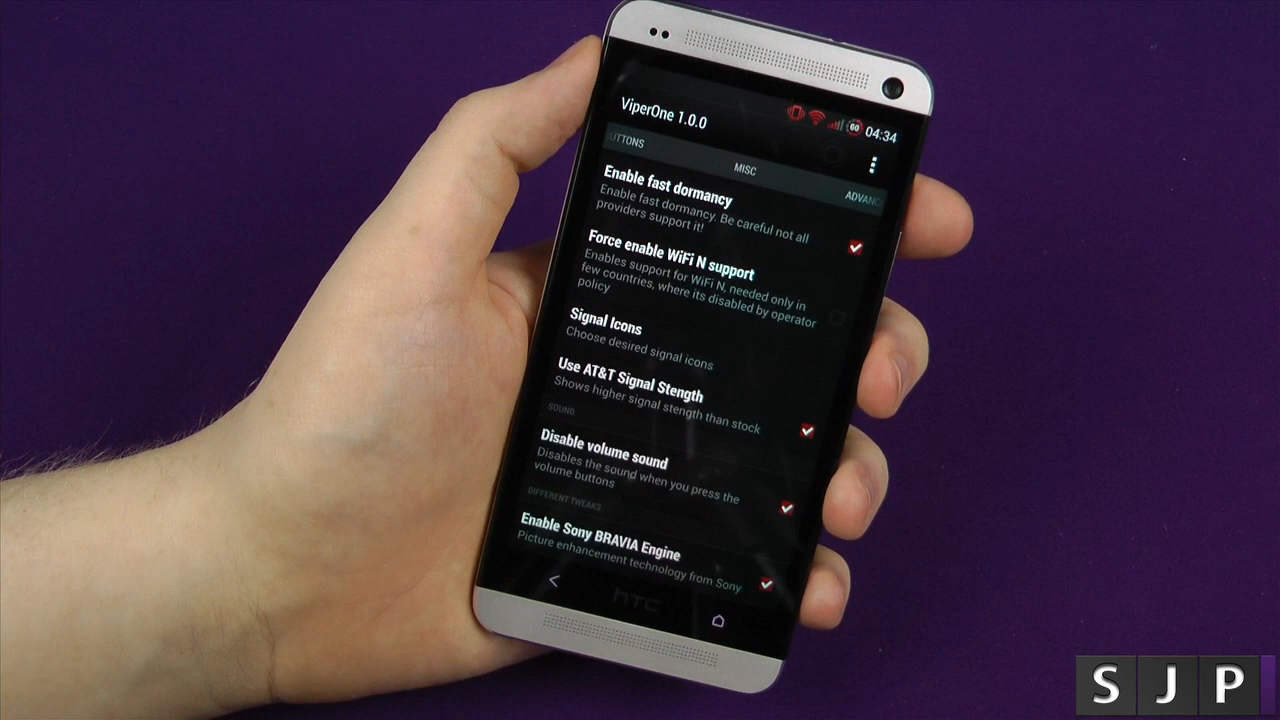 ViperOne 1.0.0
60 04:34
UTTONS MISC ADVANC
Enable fast dormancy
Enable fast dormancy. Be careful not all
providers support it!
Force enable WiFi N support
Enables support for WiFi N, needed only in
few countries, where its disabled by operator
policy
Signal Icons
Choose desired signal icons
Use AT&T Signal Stength
Shows higher signal stength than stock
SOUND
Disable volume sound
Disables the sound when you press the
volume buttons
DIFFERENT TWEAKS
Enable Sony BRAVIA Engine
Picture enhancement technology from Sony
hTC
SJP